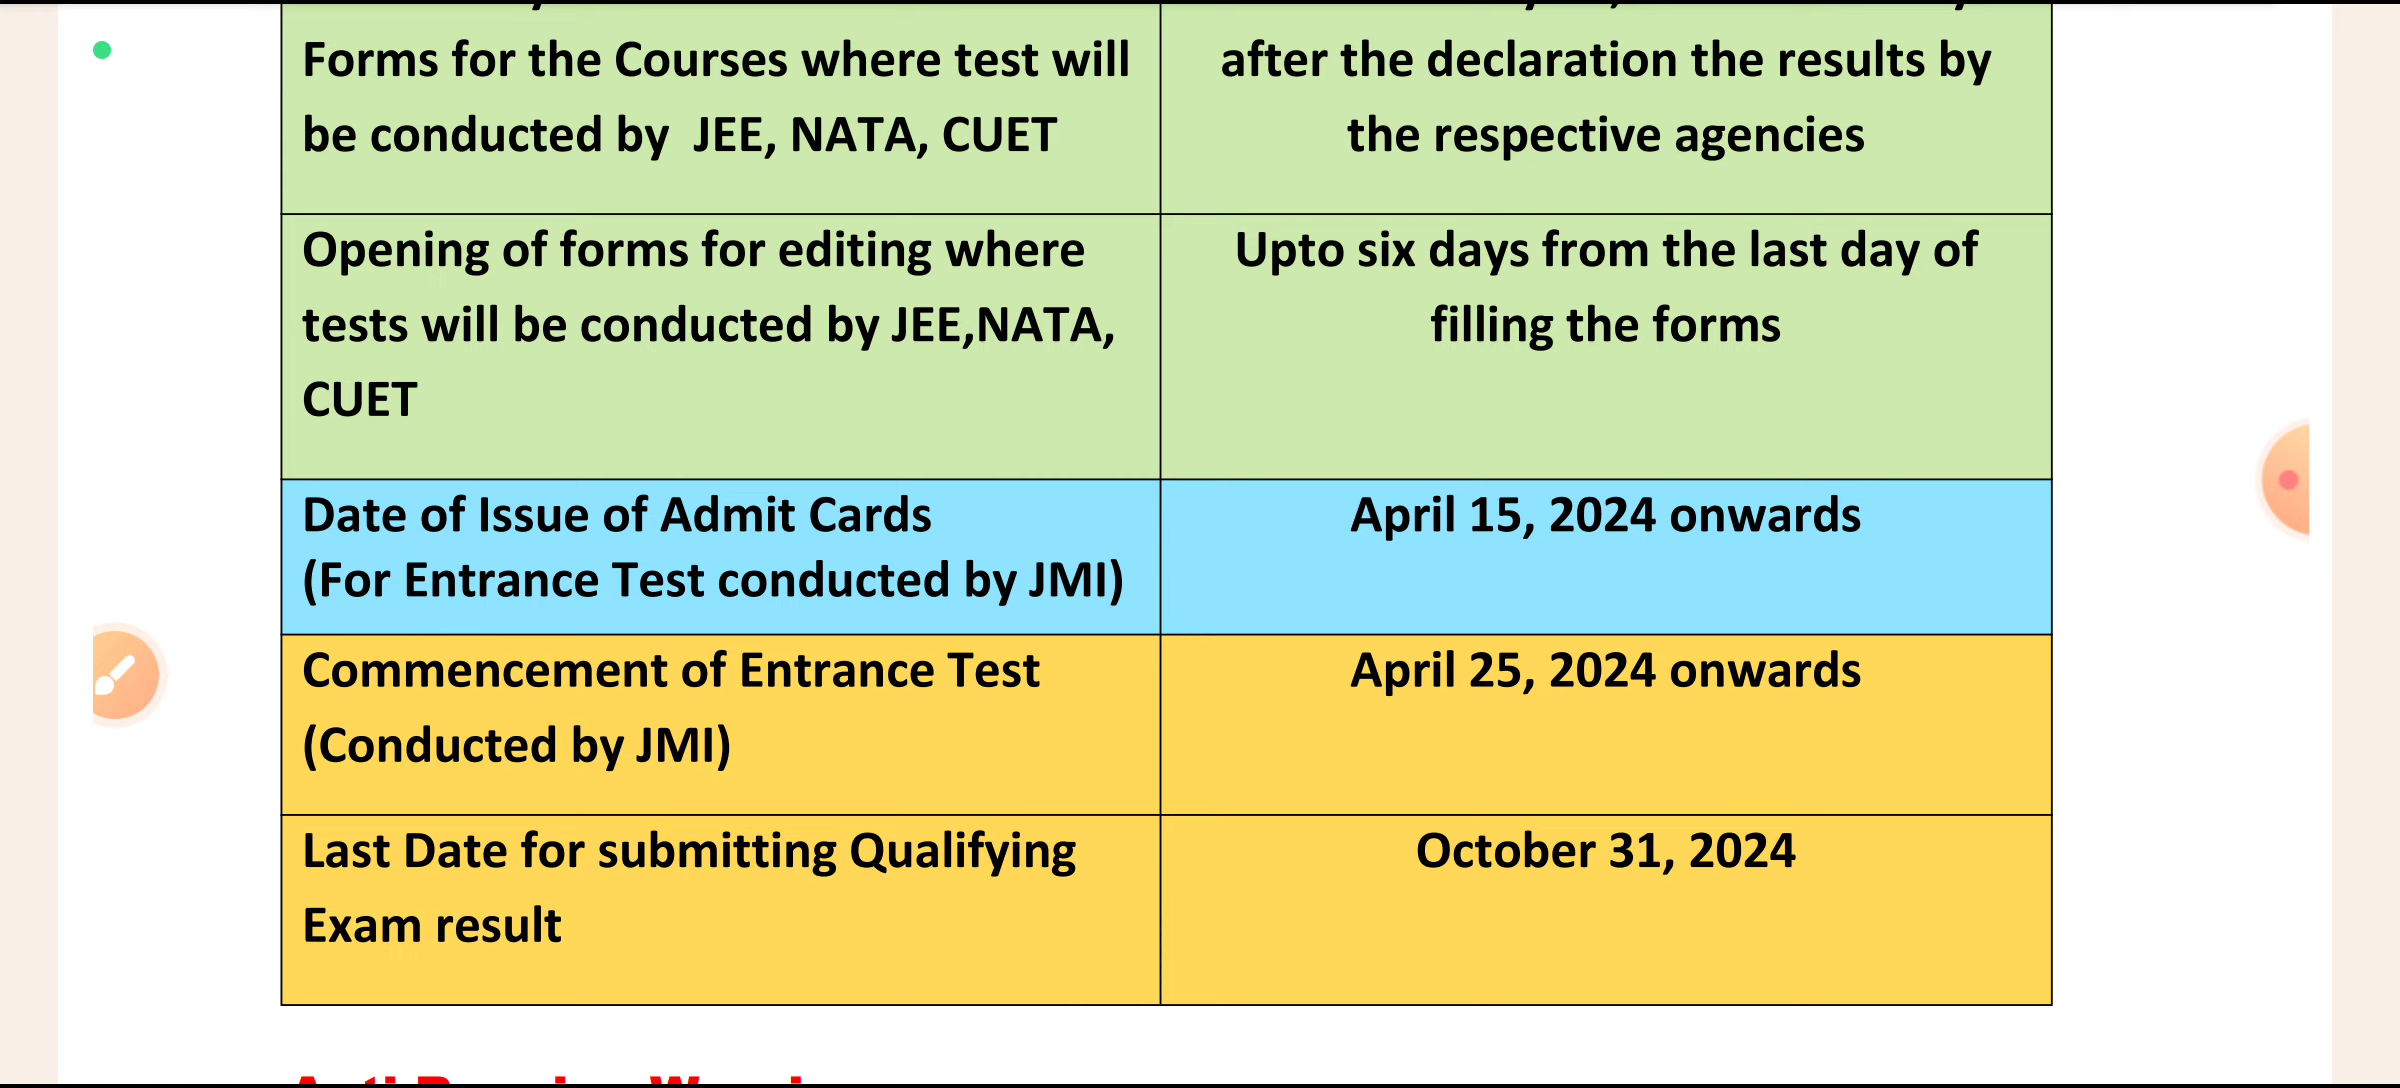 Forms for the Courses where test will
be conducted by  JEE, NATA, CUET
after the declaration the results by
the respective agencies
Opening of forms for editing where
tests will be conducted by JEE,NATA,
CUET
Upto six days from the last day of
filling the forms
Date of Issue of Admit Cards
(For Entrance Test conducted by JMI)
April 15, 2024 onwards
Commencement of Entrance Test
(Conducted by JMI)
April 25, 2024 onwards
Last Date for submitting Qualifying
Exam result
October 31, 2024